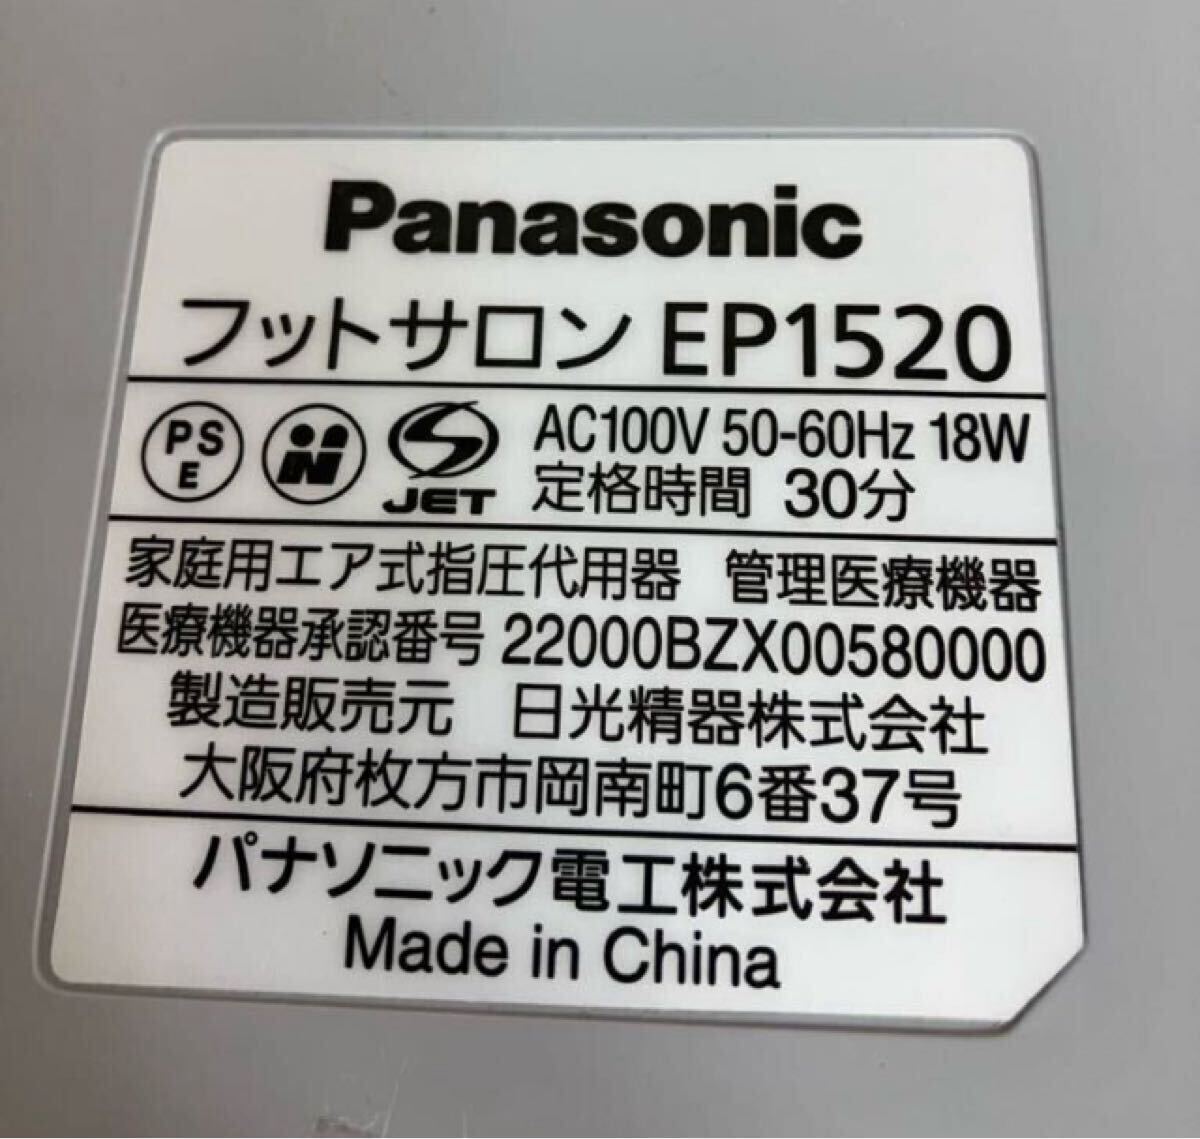 Panasonic
フットサロン EP1520
PS
E
JET
AC100V 50-60Hz 18W
定格時間 30分
家庭用エア式指圧代用器 管理医療機器
医療機器承認番号 22000BZX00580000
製造販売元 日光精器株式会社
大阪府枚方市岡南町6番37号
パナソニック電工株式会社
Made in China